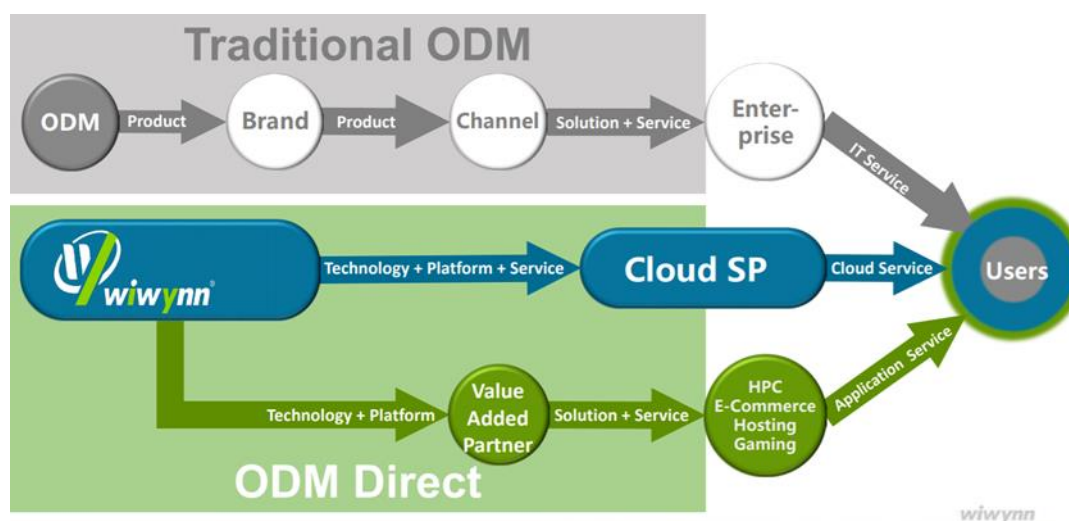 Traditional ODM
ODM
Product
Brand
Product
Channel
Solution + Service
Enter-
prise
IT Service
wiwynn®
Technology + Platform + Service
Cloud SP
Cloud Service
Users
Technology + Platform
Value
Added
Partner
Solution + Service
HPC
E-Commerce
Hosting
Gaming
Application Service
ODM Direct
wiwynn